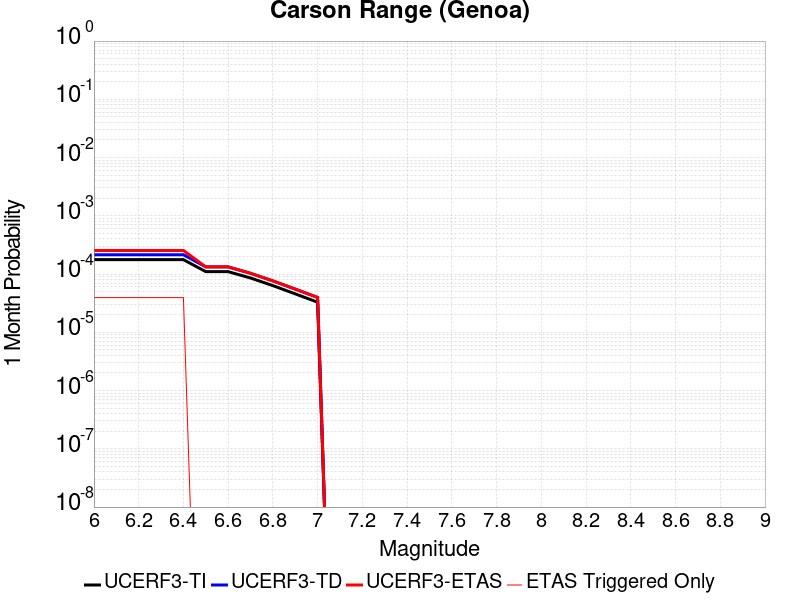 Carson Range (Genoa)
10^0
10^-1
10^-2
10^-3
10^-4
10^-5
10^-6
10^-7
10^-8
1 Month Probability
6 6.2 6.4 6.6 6.8 7 7.2 7.4 7.6 7.8 8 8.2 8.4 8.6 8.8 9
Magnitude
UCERF3-TI UCERF3-TD UCERF3-ETAS ETAS Triggered Only